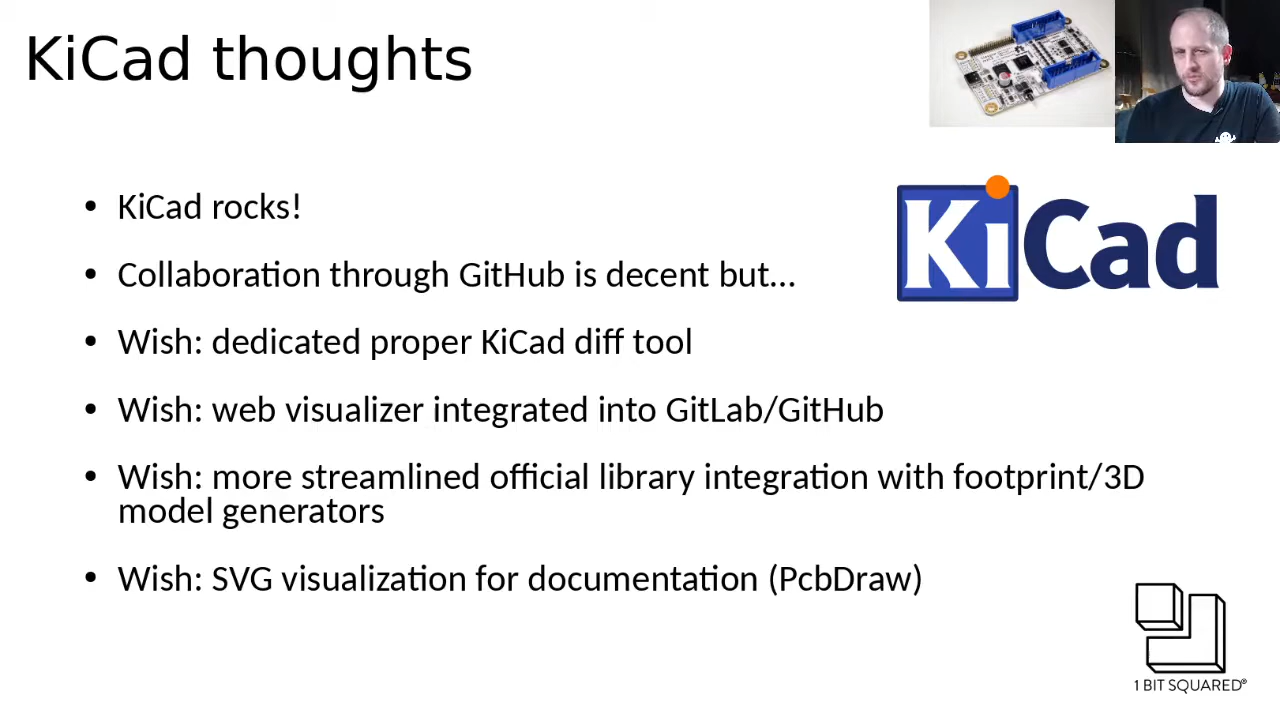 KiCad thoughts
KiCad
• KiCad rocks!
• Collaboration through GitHub is decent but...
• Wish: dedicated proper KiCad diff tool
• Wish: web visualizer integrated into GitLab/GitHub
• Wish: more streamlined official library integration with footprint/3D
model generators
• Wish: SVG visualization for documentation (PcbDraw)
1 BIT SQUARED®